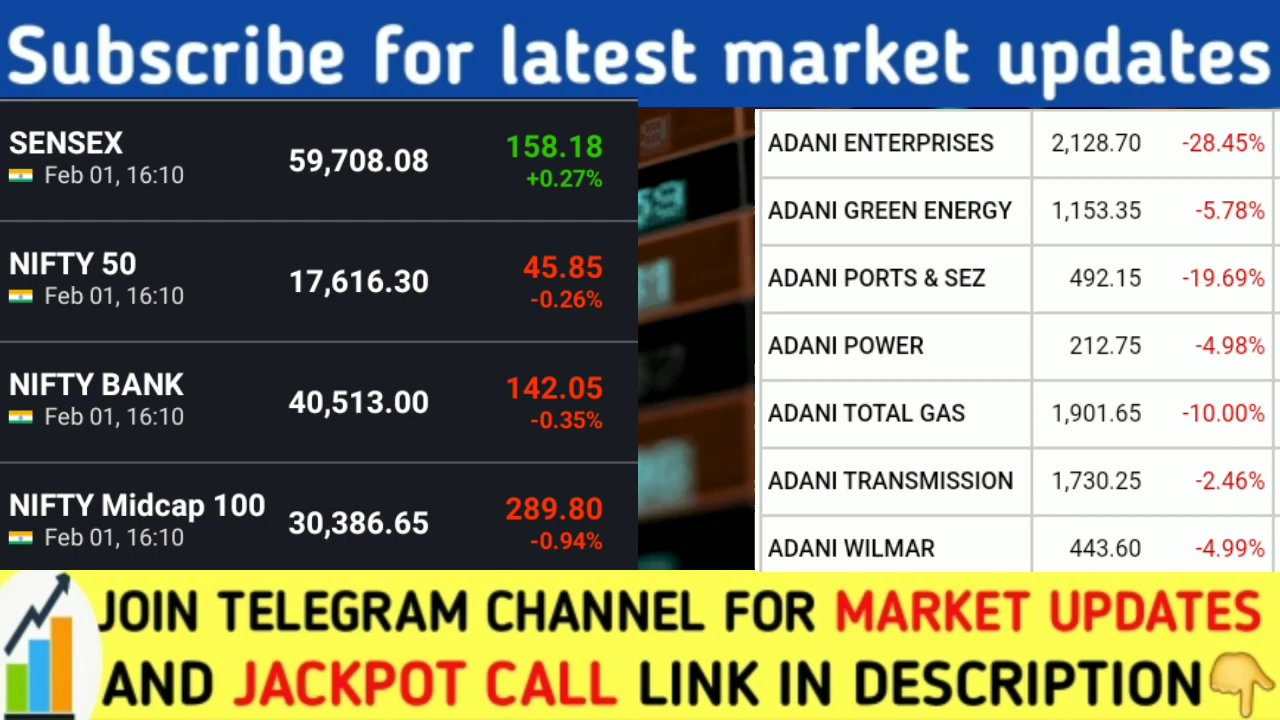 Subscribe for latest market updates
SENSEX 59,708.08 158.18
Feb 01, 16:10 +0.27%
NIFTY 50 17,616.30 45.85
Feb 01, 16:10 -0.26%
NIFTY BANK 40,513.00 142.05
Feb 01, 16:10 -0.35%
NIFTY Midcap 100 30,386.65 289.80
Feb 01, 16:10 -0.94%
ADANI ENTERPRISES 2,128.70 -28.45%
ADANI GREEN ENERGY 1,153.35 -5.78%
ADANI PORTS & SEZ 492.15 -19.69%
ADANI POWER 212.75 -4.98%
ADANI TOTAL GAS 1,901.65 -10.00%
ADANI TRANSMISSION 1,730.25 -2.46%
ADANI WILMAR 443.60 -4.99%
JOIN TELEGRAM CHANNEL FOR MARKET UPDATES
AND JACKPOT CALL LINK IN DESCRIPTION👇